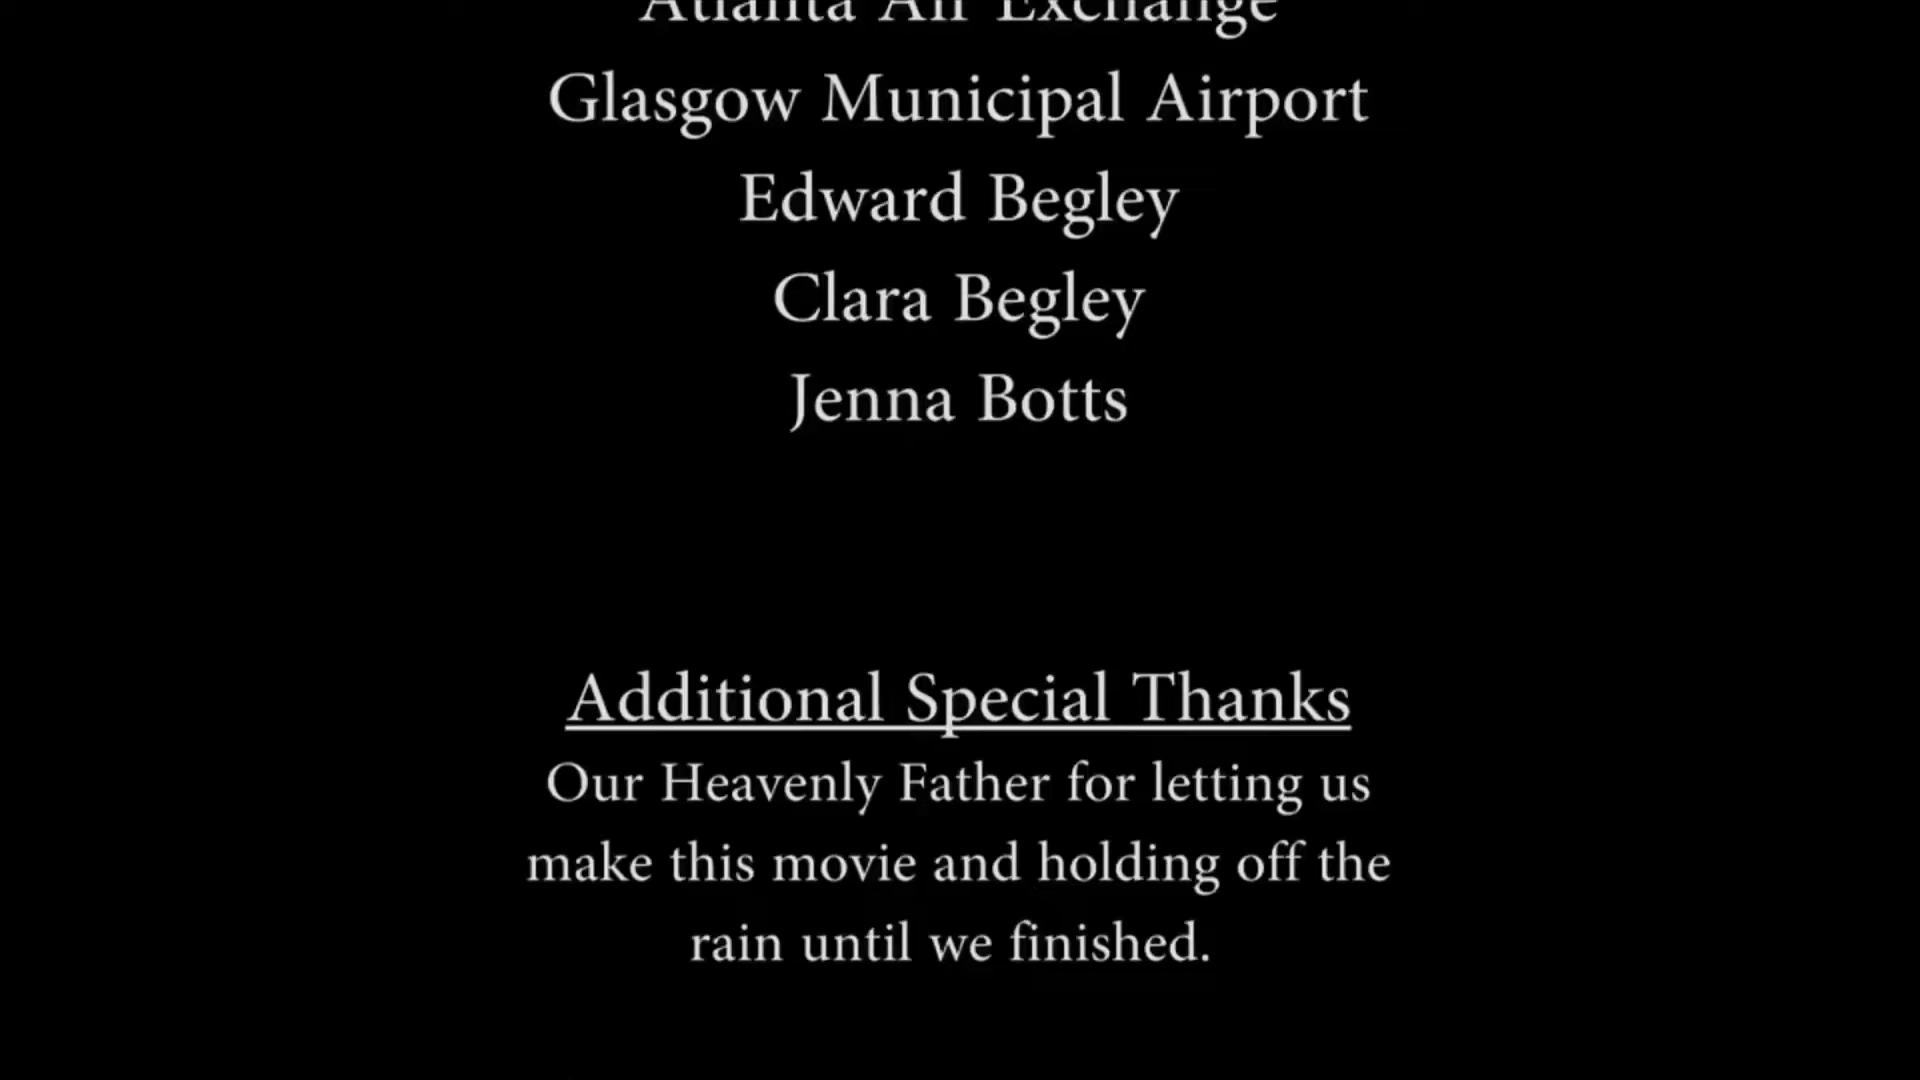 Atlanta Air Exchange
Glasgow Municipal Airport
Edward Begley
Clara Begley
Jenna Botts
Additional Special Thanks
Our Heavenly Father for letting us
make this movie and holding off the
rain until we finished.